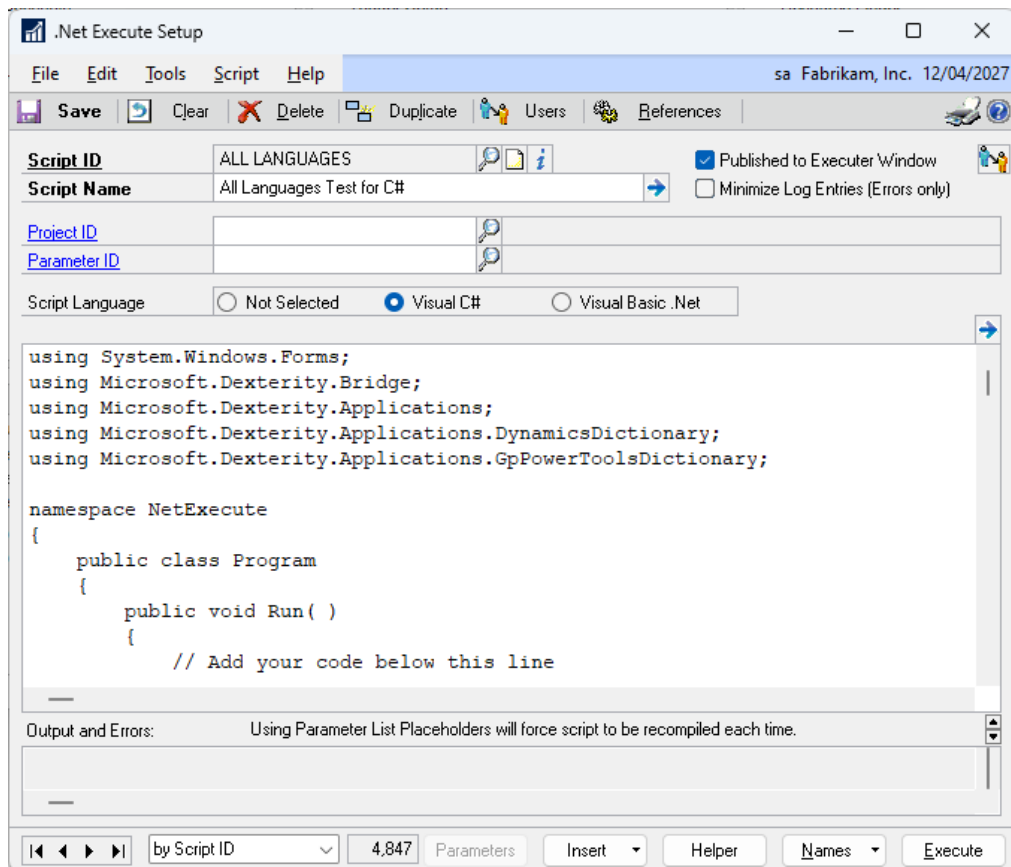 .Net Execute Setup
File Edit Tools Script Help sa Fabrikam, Inc. 12/04/2027
Save Clear Delete Duplicate Users References
Script ID ALL LANGUAGES Published to Executer Window
Script Name All Languages Test for C# Minimize Log Entries (Errors only)
Project ID
Parameter ID
Script Language Not Selected Visual C# Visual Basic .Net
using System.Windows.Forms;
using Microsoft.Dexterity.Bridge;
using Microsoft.Dexterity.Applications;
using Microsoft.Dexterity.Applications.DynamicsDictionary;
using Microsoft.Dexterity.Applications.GpPowerToolsDictionary;
namespace NetExecute
{
public class Program
{
public void Run( )
{
// Add your code below this line
Output and Errors: Using Parameter List Placeholders will force script to be recompiled each time.
by Script ID 4,847 Parameters Insert Helper Names Execute